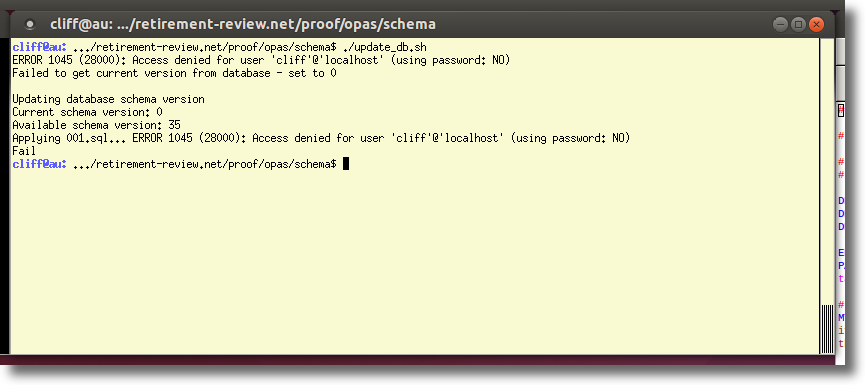 cliff@au: .../retirement-review.net/proof/opas/schema
cliff@au: .../retirement-review.net/proof/opas/schema$ ./update_db.sh
ERROR 1045 (28000): Access denied for user 'cliff'@'localhost' (using password: NO)
Failed to get current version from database - set to 0
Updating database schema version
Current schema version: 0
Available schema version: 35
Applying 001.sql... ERROR 1045 (28000): Access denied for user 'cliff'@'localhost' (using password: NO)
Fail
cliff@au: .../retirement-review.net/proof/opas/schema$
#
#
#
#
D
D
D
E
P
t
#
M
i
t